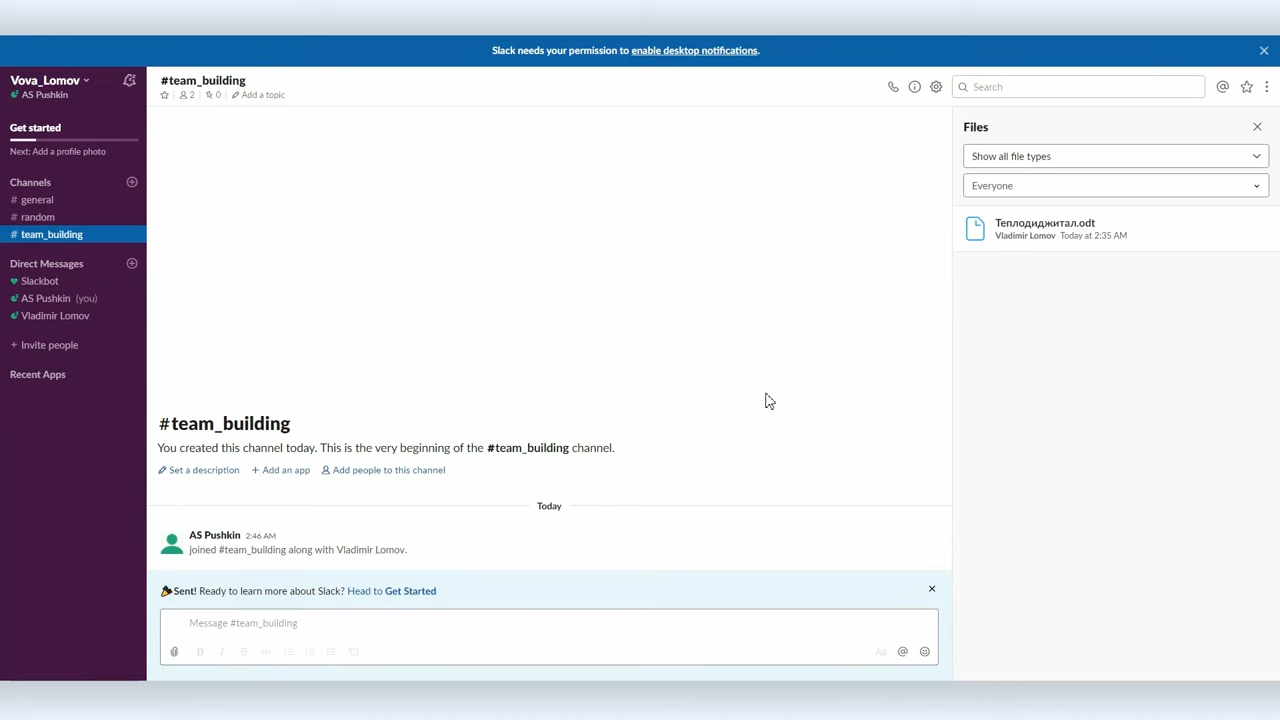 Slack needs your permission to enable desktop notifications.
Vova_Lomov
AS Pushkin
Get started
Next: Add a profile photo
Channels
# general
# random
# team_building
Direct Messages
Slackbot
AS Pushkin (you)
Vladimir Lomov
+ Invite people
Recent Apps
#team_building
2
0
Add a topic
Search
#team_building
You created this channel today. This is the very beginning of the #team_building channel.
Set a description + Add an app Add people to this channel
Today
AS Pushkin 2:46 AM
joined #team_building along with Vladimir Lomov.
Sent! Ready to learn more about Slack? Head to Get Started
Message #team_building
B I S Aa @
Files
Show all file types
Everyone
Теплодиджитал.odt
Vladimir Lomov Today at 2:35 AM